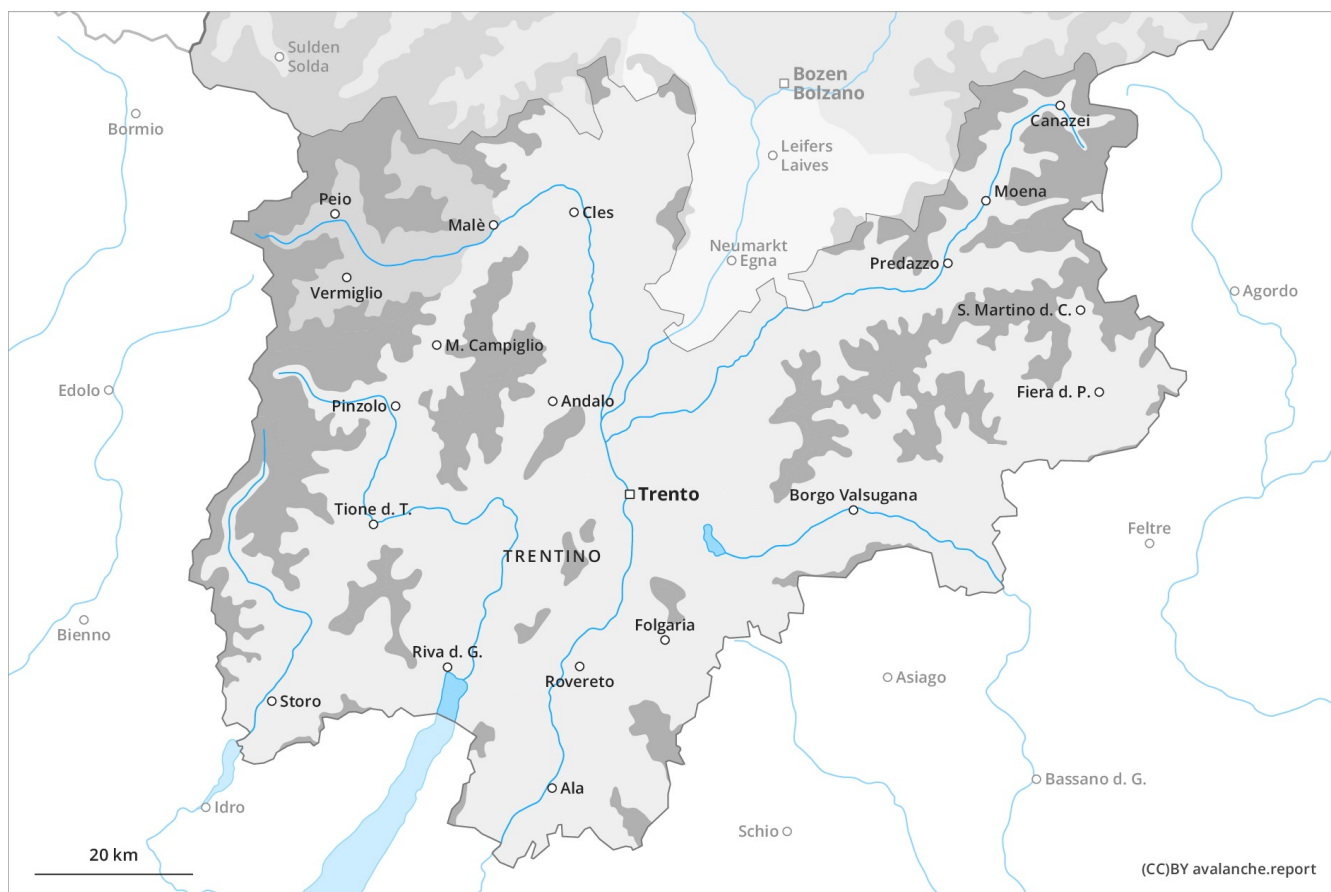 Sulden
Solda
Bozen
Bolzano
Bormio
Canazei
Leifers
Laives
Peio
Moena
Malè
Cles
Neumarkt
Egna
Predazzo
Vermiglio
Agordo
S. Martino d. C.
M. Campiglio
Edolo
Fiera d. P.
Pinzolo
Andalo
Trento
Borgo Valsugana
Tione d. T.
Feltre
TRENTINO
Bienno
Folgaria
Riva d. G.
Rovereto
Asiago
Storo
Bassano d. G.
Ala
Idro
Schio
20 km
(CC)BY avalanche.report